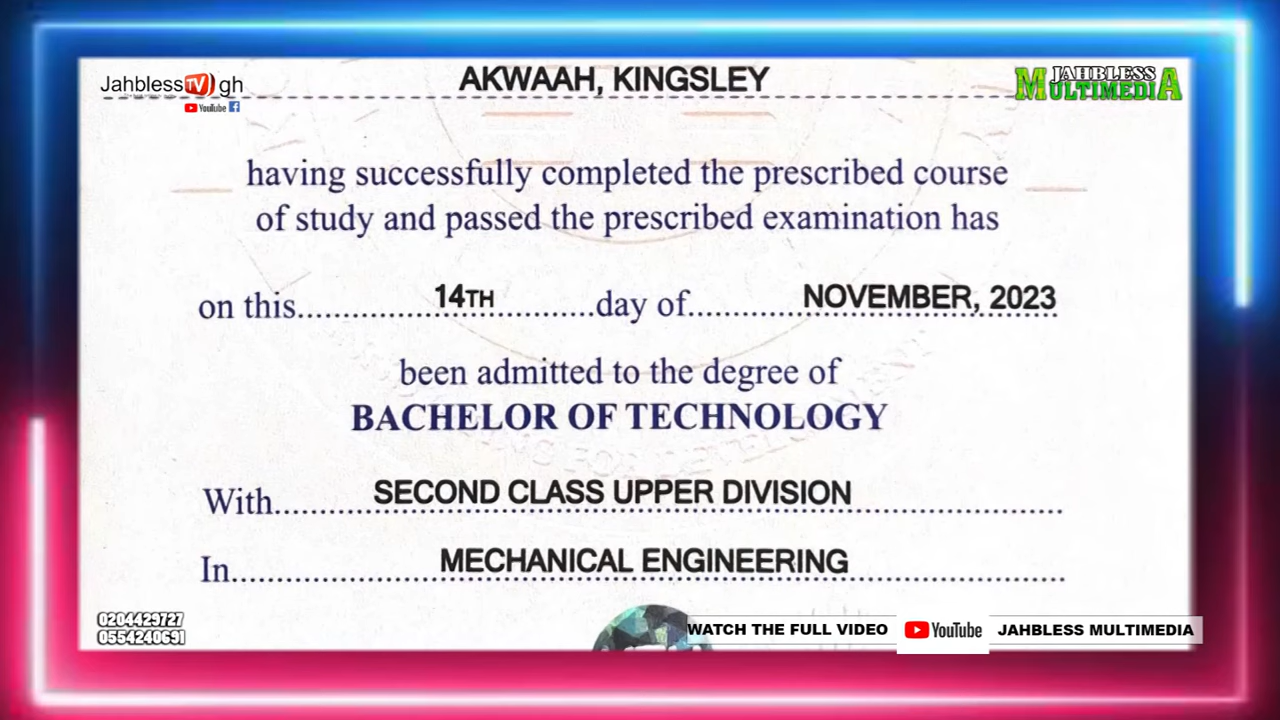 JahblessTV gh
YouTube
AKWAAH, KINGSLEY
JAHBLESS
MULTIMEDIA
having successfully completed the prescribed course
of study and passed the prescribed examination has
on this..............................14TH..............day of....................NOVEMBER, 2023
been admitted to the degree of
BACHELOR OF TECHNOLOGY
With..............SECOND CLASS UPPER DIVISION..............................
In..............................MECHANICAL ENGINEERING..............................
0204429727
0554240691
WATCH THE FULL VIDEO YouTube JAHBLESS MULTIMEDIA